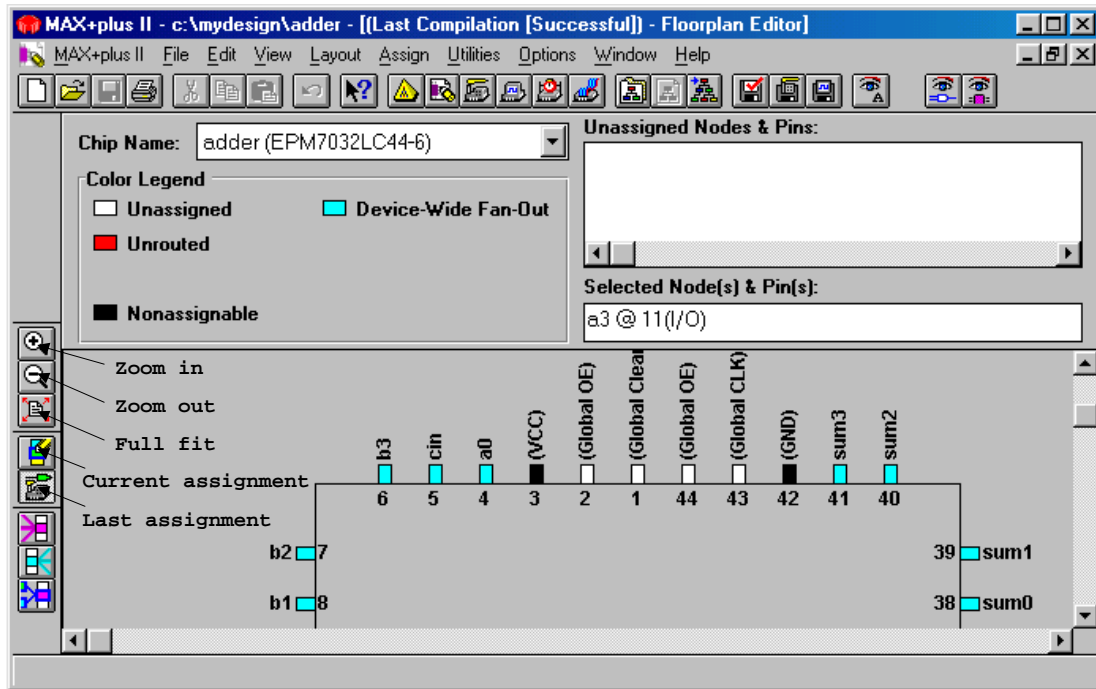 MAX+plus II - c:\mydesign\adder - [(Last Compilation [Successful]) - Floorplan Editor]
MAX+plus II File Edit View Layout Assign Utilities Options Window Help
Chip Name: adder (EPM7032LC44-6)
Unassigned Nodes & Pins:
Color Legend
Unassigned
Device-Wide Fan-Out
Unrouted
Nonassignable
Selected Node(s) & Pin(s):
a3 @ 11(I/O)
Zoom in
Zoom out
Full fit
Current assignment
Last assignment
b3 cin a0 (VCC) (Global OE) (Global Clea (Global OE) (Global CLK) (GND) sum3 sum2
6 5 4 3 2 1 44 43 42 41 40
b2 7 39 sum1
b1 8 38 sum0